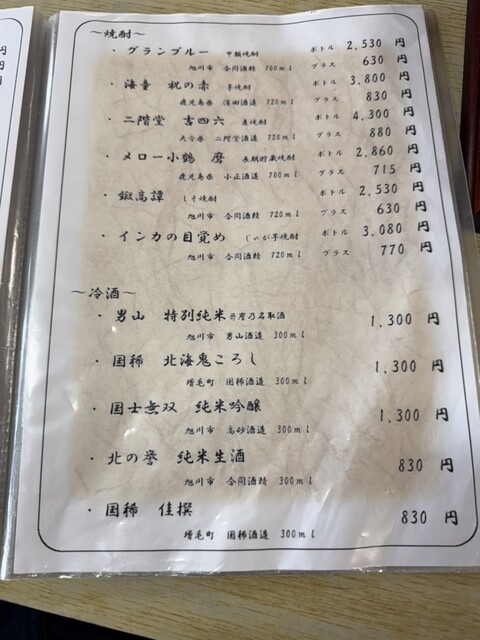 ～焼酎～
・グランブルー 甲類焼酎 ボトル 2,530 円
旭川市 合同酒精 700ml グラス 630 円
・海童 祝の赤 芋焼酎 ボトル 3,800 円
鹿児島県 濱田酒造 720ml グラス 830 円
・二階堂 吉四六 麦焼酎 ボトル 4,300 円
大分県 二階堂酒造 720ml グラス 880 円
・メロー小鶴 磨 長期貯蔵焼酎 ボトル 2,860 円
鹿児島県 小正酒造 700ml グラス 715 円
・鍛高譚 しそ焼酎 ボトル 2,530 円
旭川市 合同酒精 720ml グラス 630 円
・インカの目覚め じゃが芋焼酎 ボトル 3,080 円
旭川市 合同酒精 720ml グラス 770 円
～冷酒～
・男山 特別純米 1,300 円
旭川市 男山酒造 300ml
・国稀 北海鬼ころし 1,300 円
増毛町 国稀酒造 300ml
・国士無双 純米吟醸 1,300 円
旭川市 高砂酒造 300ml
・北の誉 純米生酒 830 円
旭川市 合同酒精 300ml
・国稀 佳撰 830 円
増毛町 国稀酒造 300ml
円
円
円